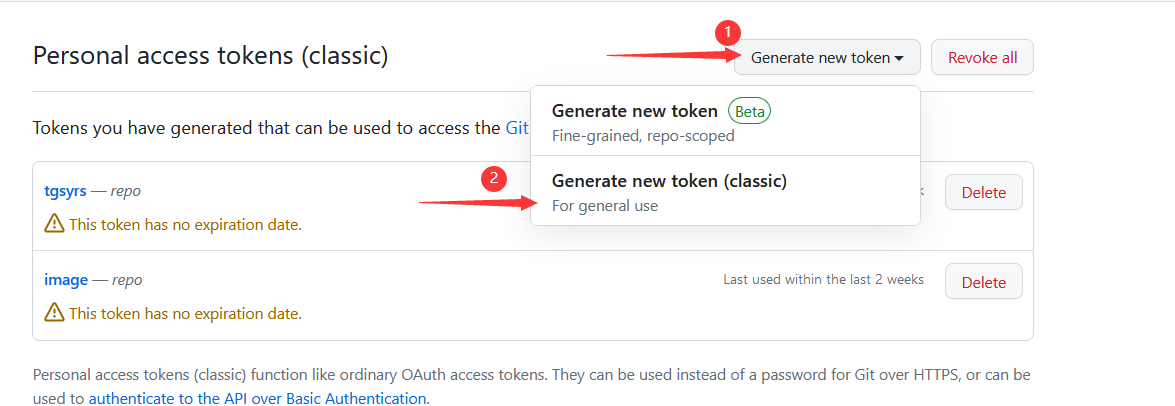 1
Personal access tokens (classic)
Generate new token
Revoke all
Generate new token Beta
Fine-grained, repo-scoped
Tokens you have generated that can be used to access the Git
2
Generate new token (classic)
For general use
tgsyrs — repo
Delete
This token has no expiration date.
image — repo
Last used within the last 2 weeks
Delete
This token has no expiration date.
Personal access tokens (classic) function like ordinary OAuth access tokens. They can be used instead of a password for Git over HTTPS, or can be
used to authenticate to the API over Basic Authentication.